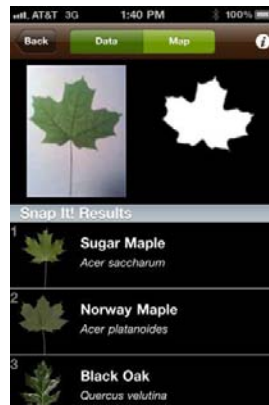 AT&T 3G 1:40 PM 100%
Back Data Map i
Snap It! Results
1
Sugar Maple
Acer saccharum
2
Norway Maple
Acer platanoides
3
Black Oak
Quercus velutina